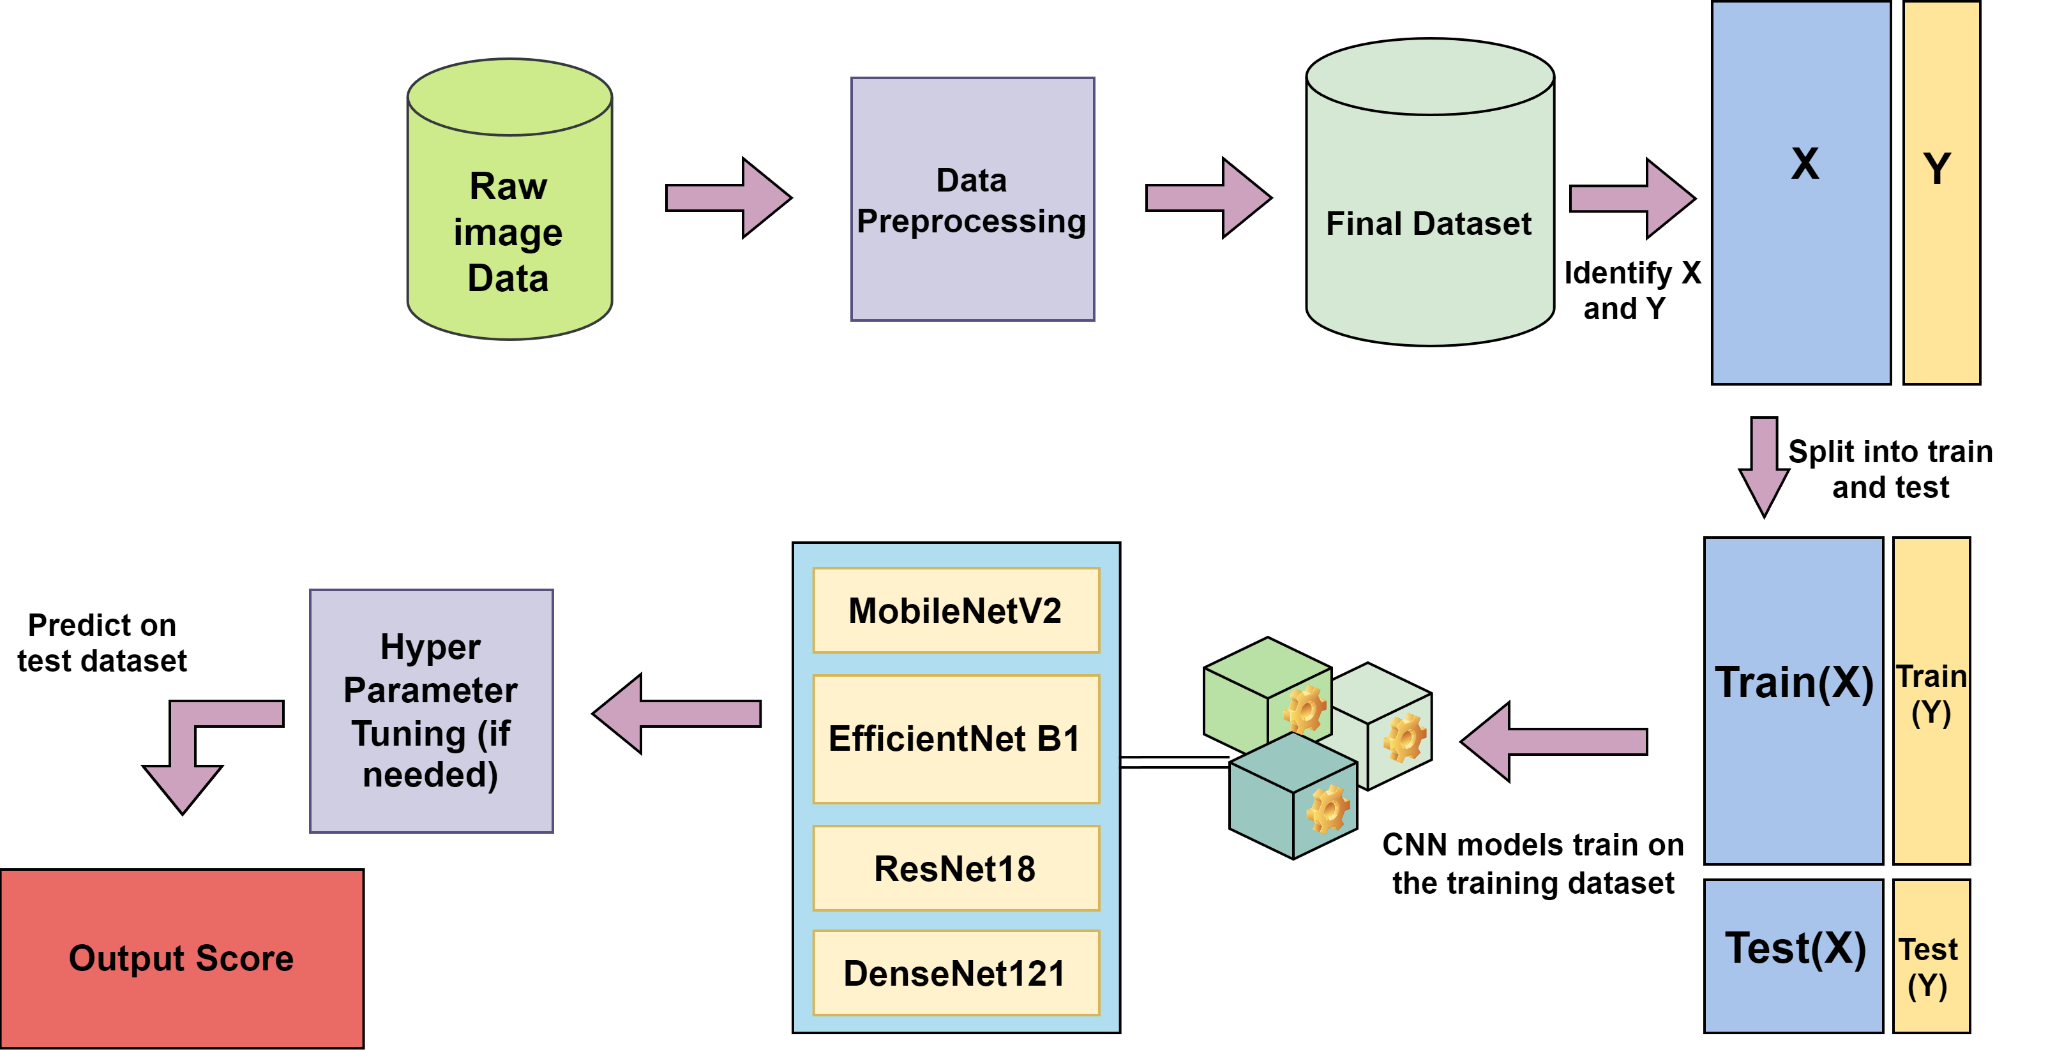 Raw
image
Data
Data
Preprocessing
Final Dataset
Identify X
and Y
X
Y
Split into train
and test
Train(X)
Train
(Y)
Test(X)
Test
(Y)
CNN models train on
the training dataset
MobileNetV2
EfficientNet B1
ResNet18
DenseNet121
Hyper
Parameter
Tuning (if
needed)
Predict on
test dataset
Output Score